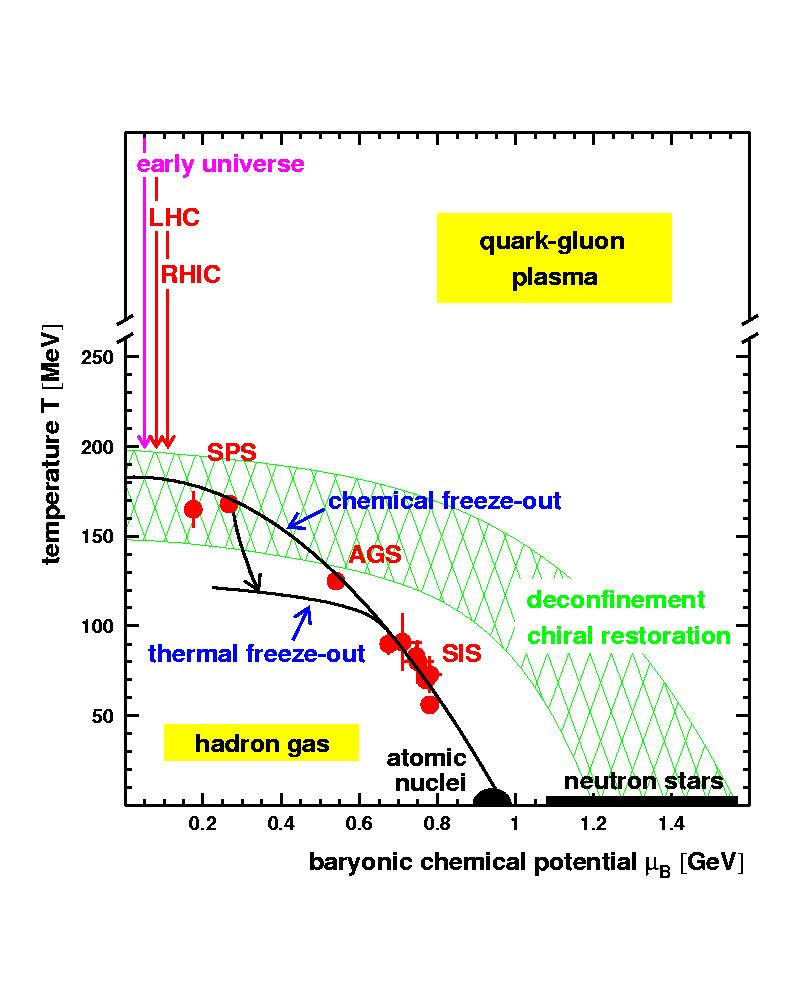 early universe
LHC
quark-gluon
plasma
RHIC
temperature T [MeV]
250
200
150
100
50
SPS
chemical freeze-out
AGS
deconfinement
chiral restoration
thermal freeze-out
SIS
hadron gas
atomic
nuclei
neutron stars
0.2 0.4 0.6 0.8 1 1.2 1.4
baryonic chemical potential μB [GeV]